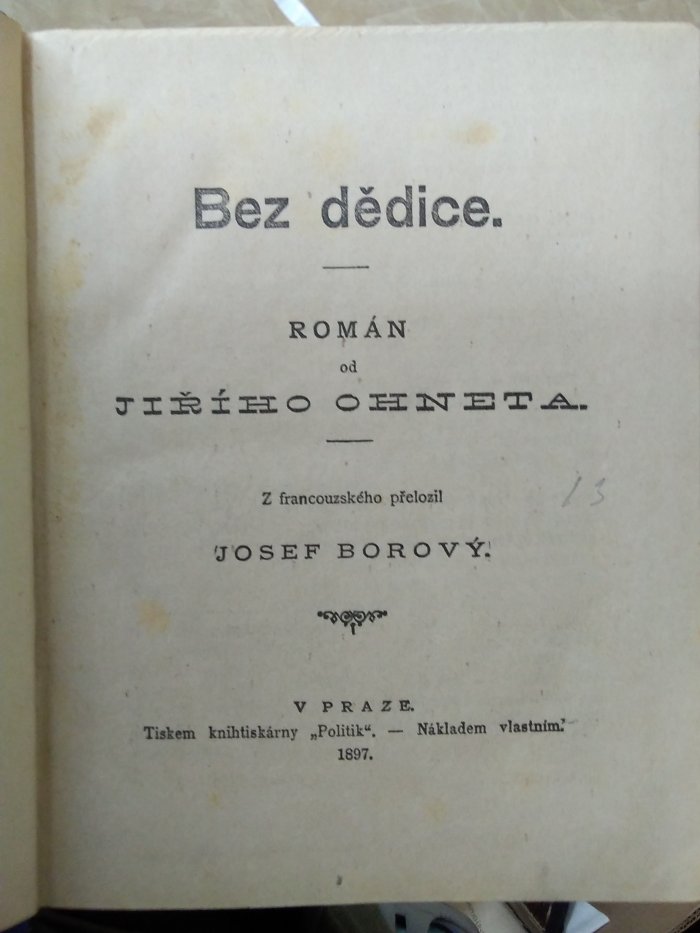 Bez dědice.
ROMÁN
od
JIŘÍHO OHNETA.
Z francouzského přeložil
13
JOSEF BOROVÝ.
V PRAZE.
Tiskem knihtiskárny „Politik“. — Nákladem vlastním.
1897.